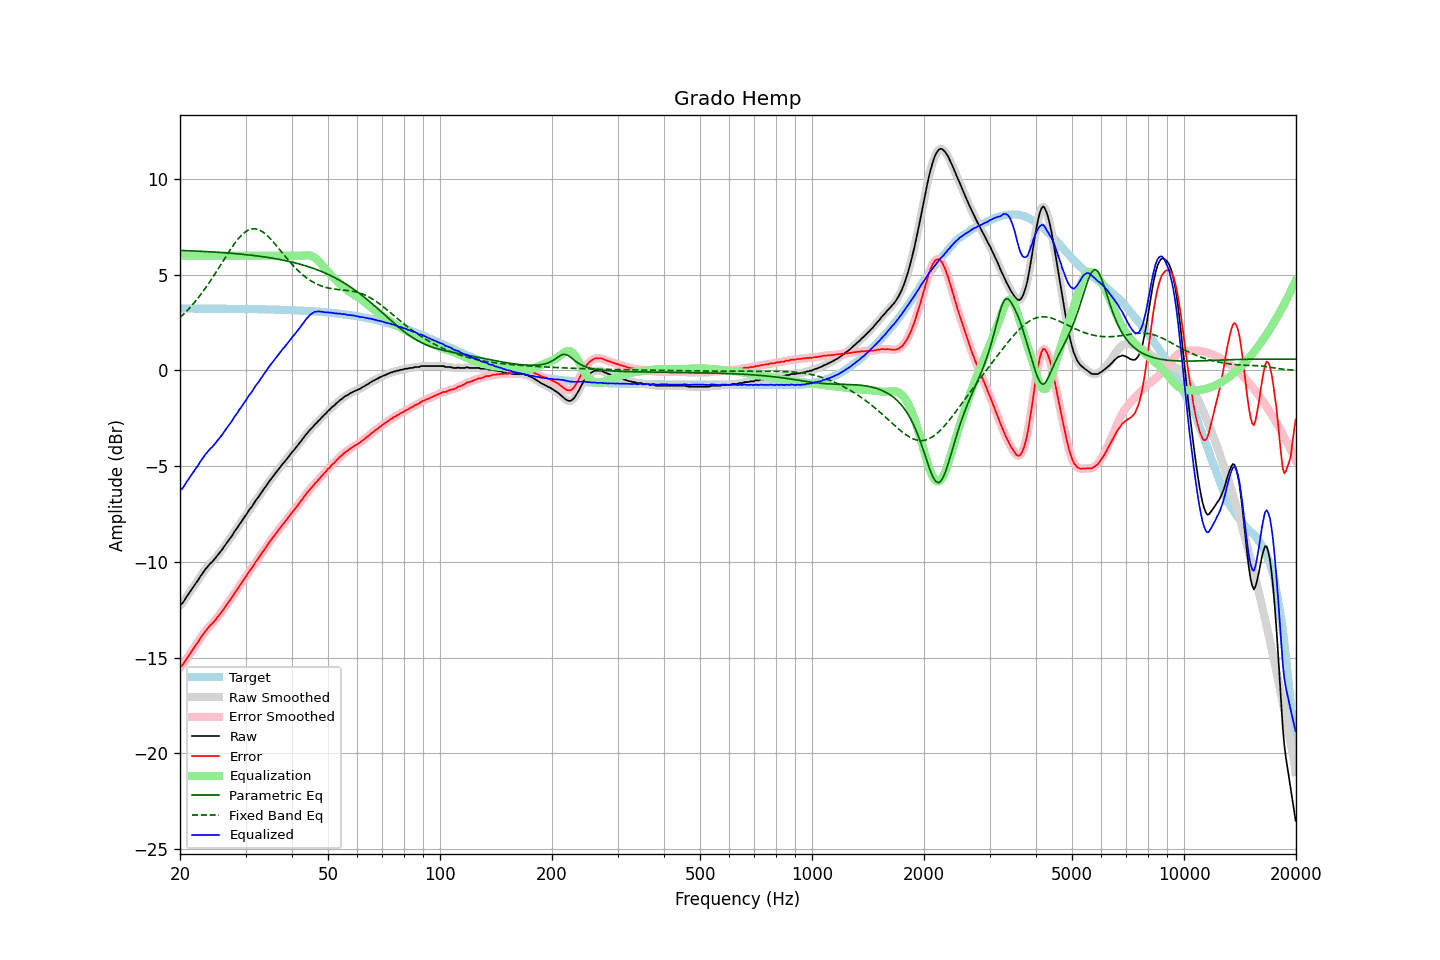 Grado Hemp
Amplitude (dBr)
10
5
0
−5
−10
−15
−20
−25
Target
Raw Smoothed
Error Smoothed
Raw
Error
Equalization
Parametric Eq
Fixed Band Eq
Equalized
20 50 100 200 500 1000 2000 5000 10000 20000
Frequency (Hz)